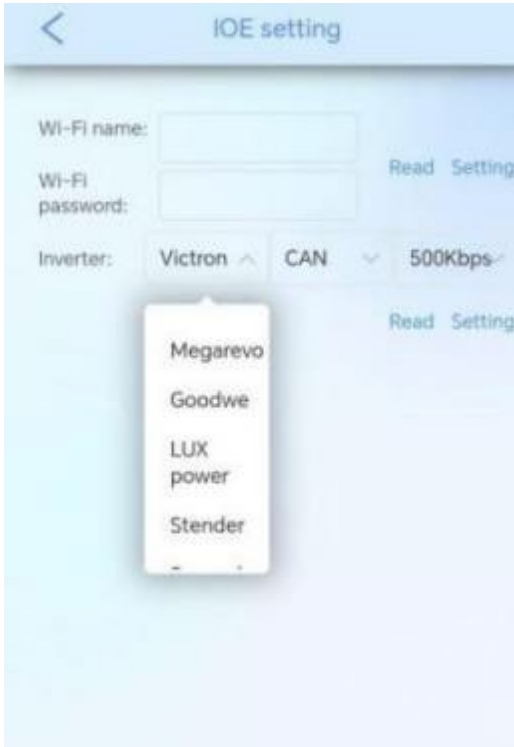 IOE setting
Wi-Fi name:
Read Setting
Wi-Fi
password:
Inverter: Victron CAN 500Kbps
Read Setting
Megarevo
Goodwe
LUX
power
Stender